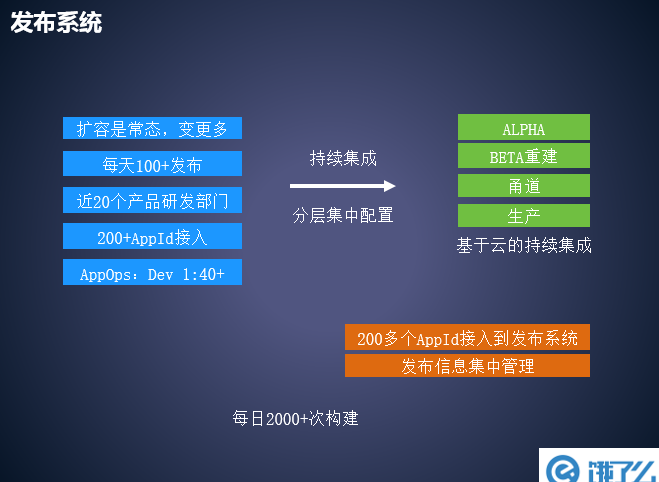 发布系统
扩容是常态，变更多
每天100+发布
近20个产品研发部门
200+AppId接入
AppOps：Dev 1:40+
持续集成
分层集中配置
ALPHA
BETA重建
甬道
生产
基于云的持续集成
200多个AppId接入到发布系统
发布信息集中管理
每日2000+次构建
饿了么